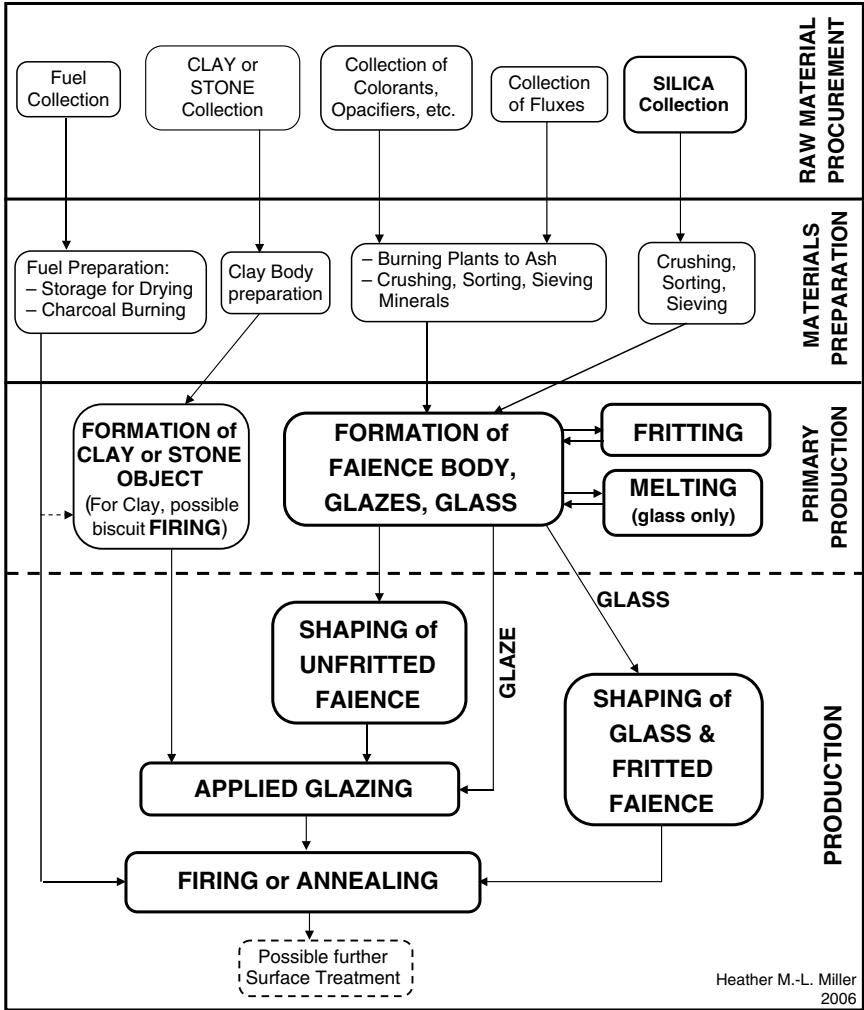 Fuel
Collection
CLAY or
STONE
Collection
Collection of
Colorants,
Opacifiers, etc.
Collection
of Fluxes
SILICA
Collection
RAW MATERIAL
PROCUREMENT
Fuel Preparation:
– Storage for Drying
– Charcoal Burning
Clay Body
preparation
– Burning Plants to Ash
– Crushing, Sorting, Sieving
Minerals
Crushing,
Sorting,
Sieving
MATERIALS
PREPARATION
FORMATION of
CLAY or STONE
OBJECT
(For Clay, possible
biscuit FIRING)
FORMATION of
FAIENCE BODY,
GLAZES, GLASS
FRITTING
MELTING
(glass only)
PRIMARY
PRODUCTION
SHAPING of
UNFRITTED
FAIENCE
GLAZE
GLASS
SHAPING of
GLASS &
FRITTED
FAIENCE
APPLIED GLAZING
FIRING or ANNEALING
Possible further
Surface Treatment
PRODUCTION
Heather M.-L. Miller
2006